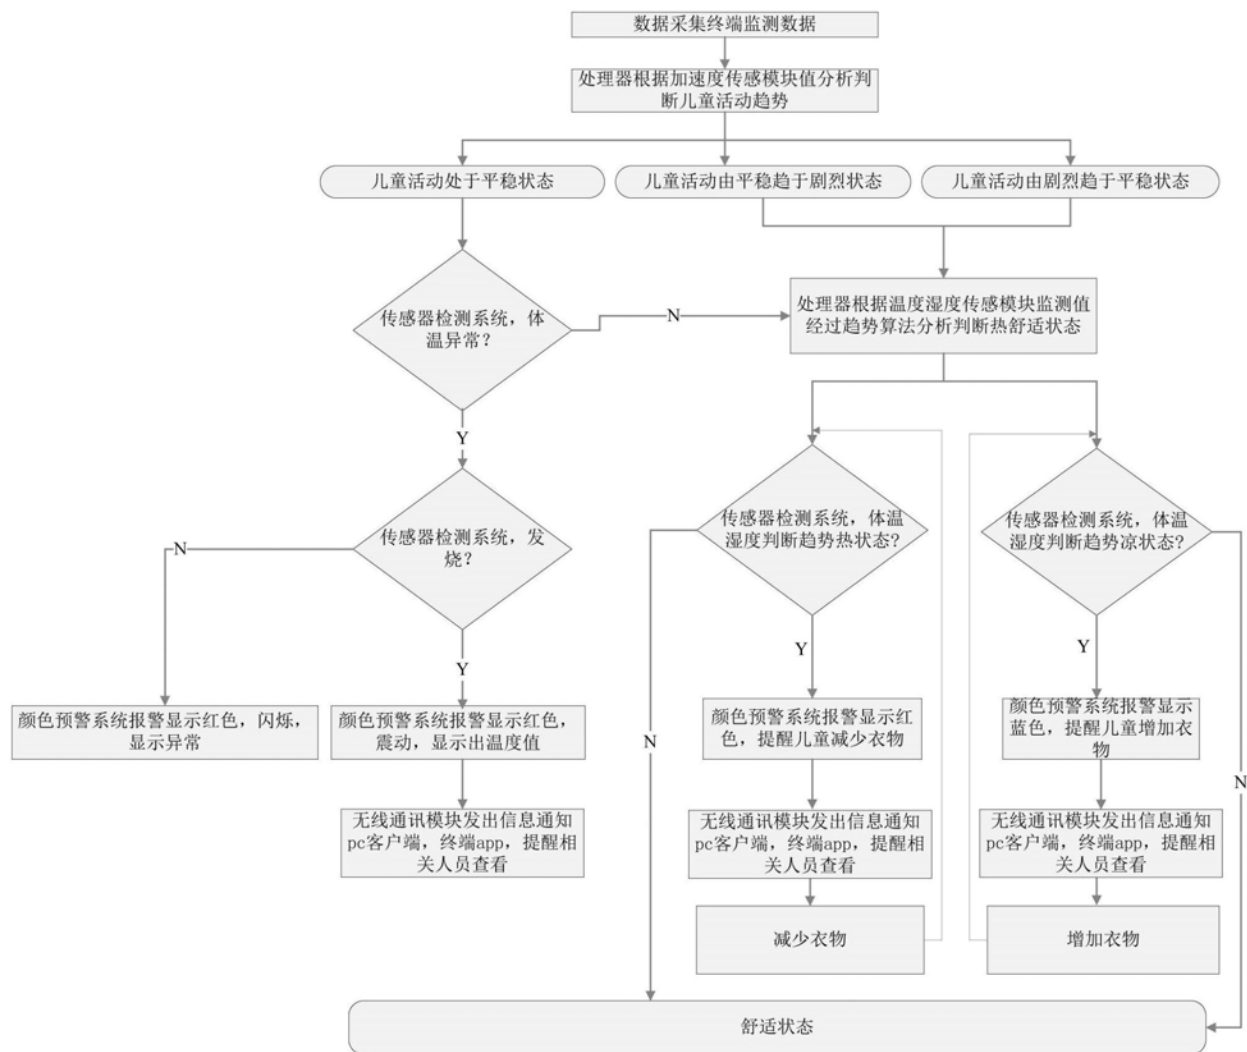 数据采集终端监测数据
处理器根据加速度传感模块值分析判
断儿童活动趋势
儿童活动处于平稳状态
儿童活动由平稳趋于剧烈状态
儿童活动由剧烈趋于平稳状态
传感器检测系统，体
温异常？
N
处理器根据温度湿度传感模块监测值
经过趋势算法分析判断热舒适状态
Y
传感器检测系统，发
烧？
N
Y
传感器检测系统，体温
湿度判断趋势热状态?
传感器检测系统，体温
湿度判断趋势凉状态?
Y
Y
N
N
颜色预警系统报警显示红色，闪烁，
显示异常
颜色预警系统报警显示红色，
震动，显示出温度值
颜色预警系统报警显示红
色，提醒儿童减少衣物
颜色预警系统报警显示
蓝色，提醒儿童增加衣
物
无线通讯模块发出信息通知
pc客户端，终端app，提醒相
关人员查看
无线通讯模块发出信息通知
pc客户端，终端app，提醒相
关人员查看
无线通讯模块发出信息通知
pc客户端，终端app，提醒相
关人员查看
减少衣物
增加衣物
舒适状态